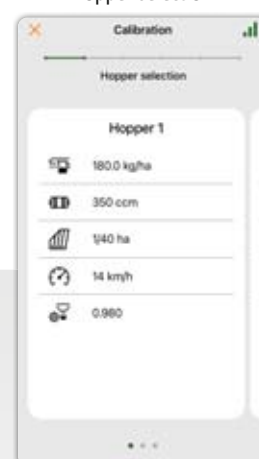 Calibration
Hopper selection
Hopper 1
180.0 kg/ha
350 ccm
1/40 ha
14 km/h
0.980